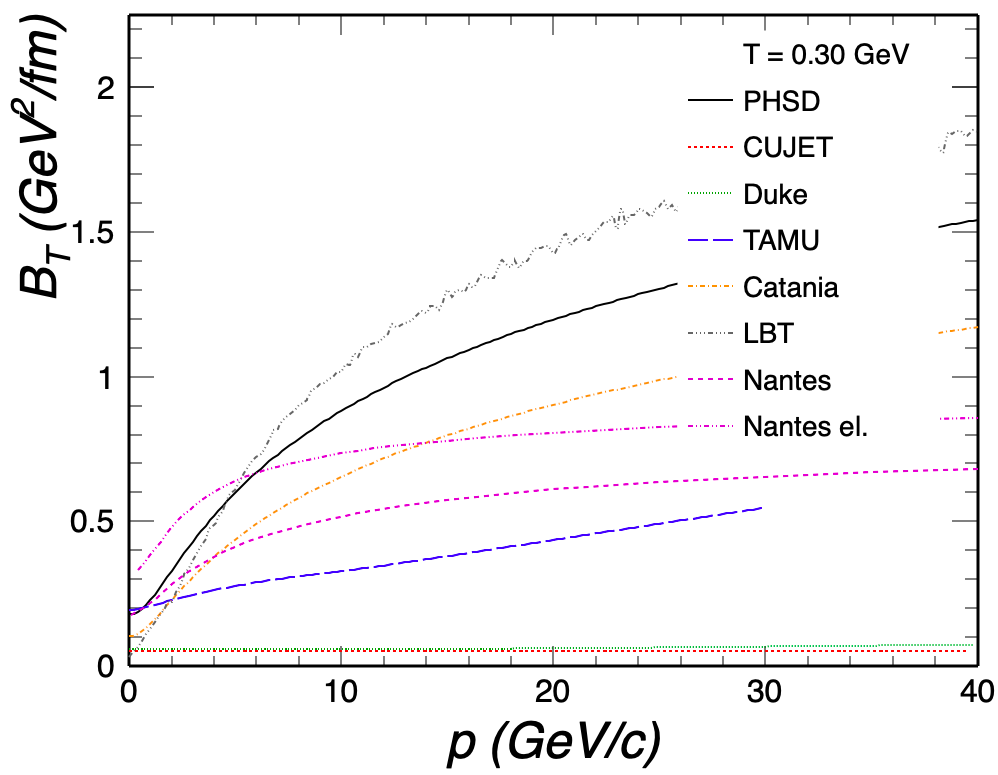 B_T (GeV²/fm)
2
1.5
1
0.5
0
T = 0.30 GeV
PHSD
CUJET
Duke
TAMU
Catania
LBT
Nantes
Nantes el.
0 10 20 30 40
p (GeV/c)